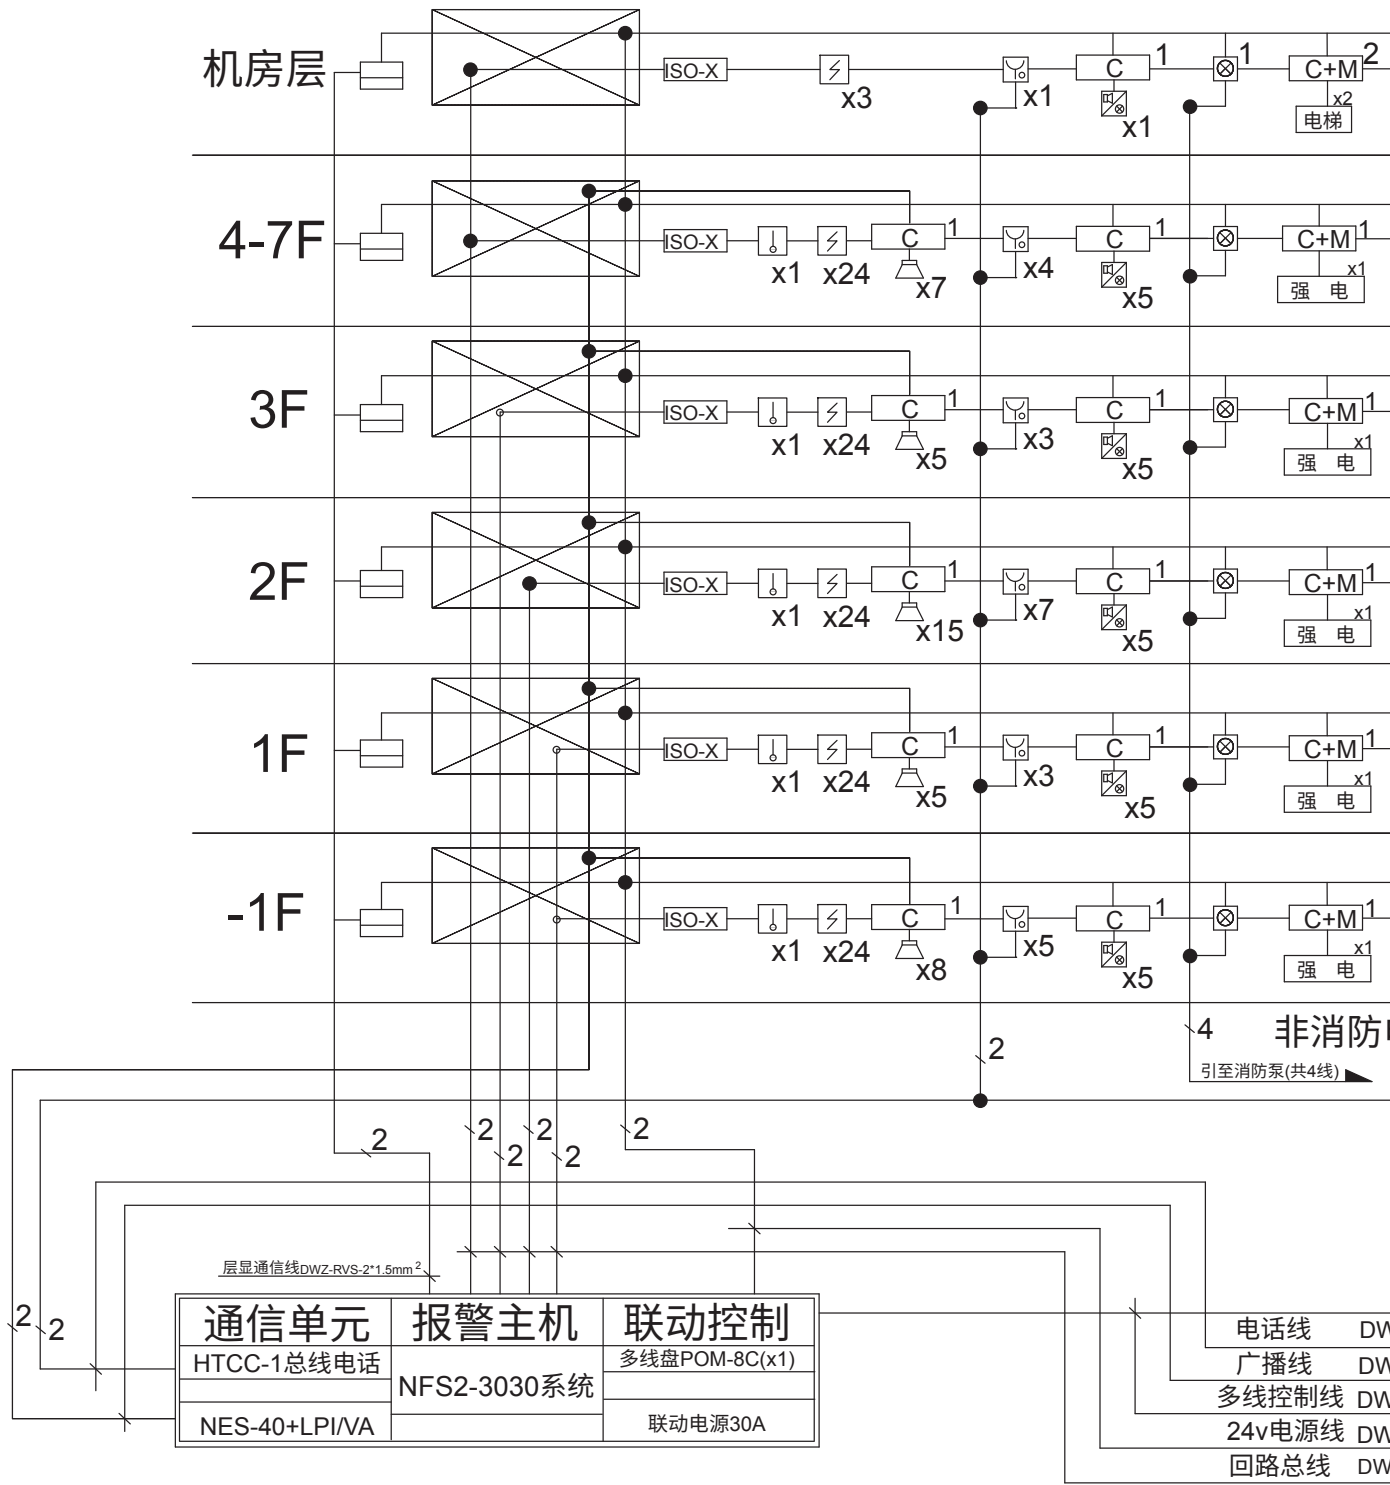 机房层
ISO-X
x3
x1
C
1
x1
1
C+M
2
x2
电梯
4-7F
ISO-X
x1
x24
C
1
x7
x4
C
1
x5
C+M
1
x1
强 电
3F
ISO-X
x1
x24
C
1
x5
x3
C
1
x5
C+M
1
x1
强 电
2F
ISO-X
x1
x24
C
1
x15
x7
C
1
x5
C+M
1
x1
强 电
1F
ISO-X
x1
x24
C
1
x5
x3
C
1
x5
C+M
1
x1
强 电
-1F
ISO-X
x1
x24
C
1
x8
x5
C
1
x5
C+M
1
x1
强 电
2
4
非消防
引至消防泵(共4线)
2
2
2
2
2
2
层显通信线DWZ-RVS-2*1.5mm²
2
2
通信单元
报警主机
联动控制
HTCC-1总线电话
NFS2-3030系统
多线盘POM-8C(x1)
NES-40+LPI/VA
联动电源30A
电话线 DW
广播线 DW
多线控制线 DW
24v电源线 DW
回路总线 DW